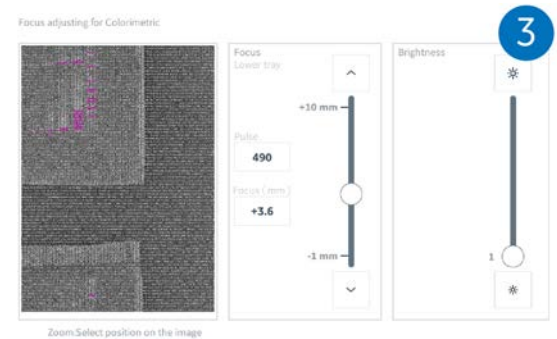 3
Focus adjusting for Colorimetric
Focus
Lower tray
+10 mm
Pulse
490
Focus ( mm )
+3.6
-1 mm
Brightness
1
Zoom:Select position on the image